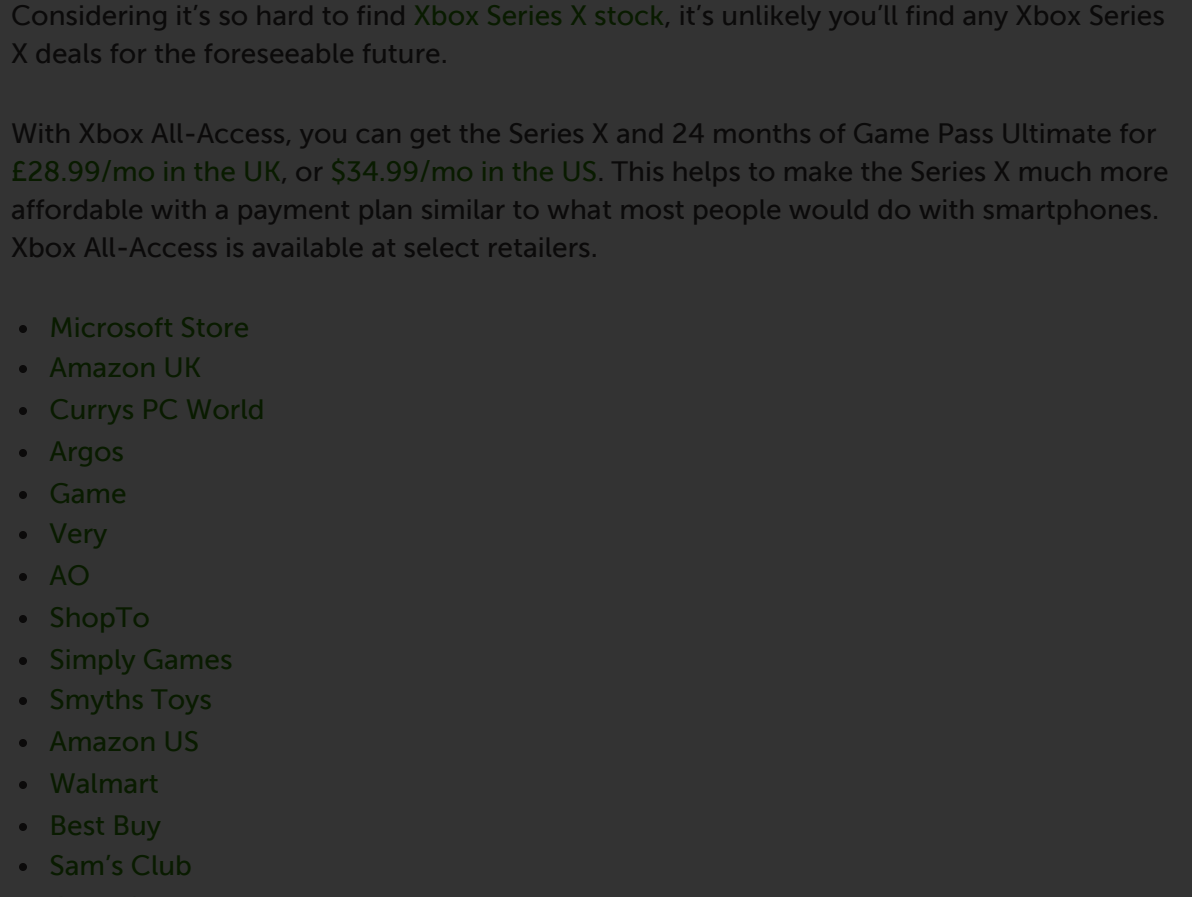 Considering it's so hard to find Xbox Series X stock, it's unlikely you'll find any Xbox Series
X deals for the foreseeable future.
With Xbox All-Access, you can get the Series X and 24 months of Game Pass Ultimate for
£28.99/mo in the UK, or $34.99/mo in the US. This helps to make the Series X much more
affordable with a payment plan similar to what most people would do with smartphones.
Xbox All-Access is available at select retailers.
• Microsoft Store
• Amazon UK
• Currys PC World
• Argos
• Game
• Very
• AO
• ShopTo
• Simply Games
• Smyths Toys
• Amazon US
• Walmart
• Best Buy
• Sam's Club